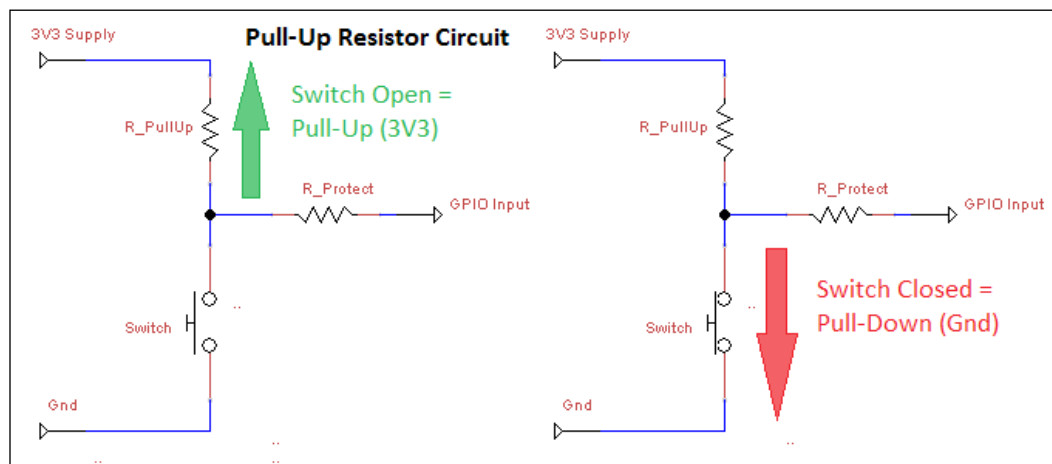 3V3 Supply
Pull-Up Resistor Circuit
Switch Open =
Pull-Up (3V3)
R_PullUp
R_Protect
GPIO Input
Switch
Gnd
3V3 Supply
R_PullUp
R_Protect
GPIO Input
Switch Closed =
Pull-Down (Gnd)
Switch
Gnd